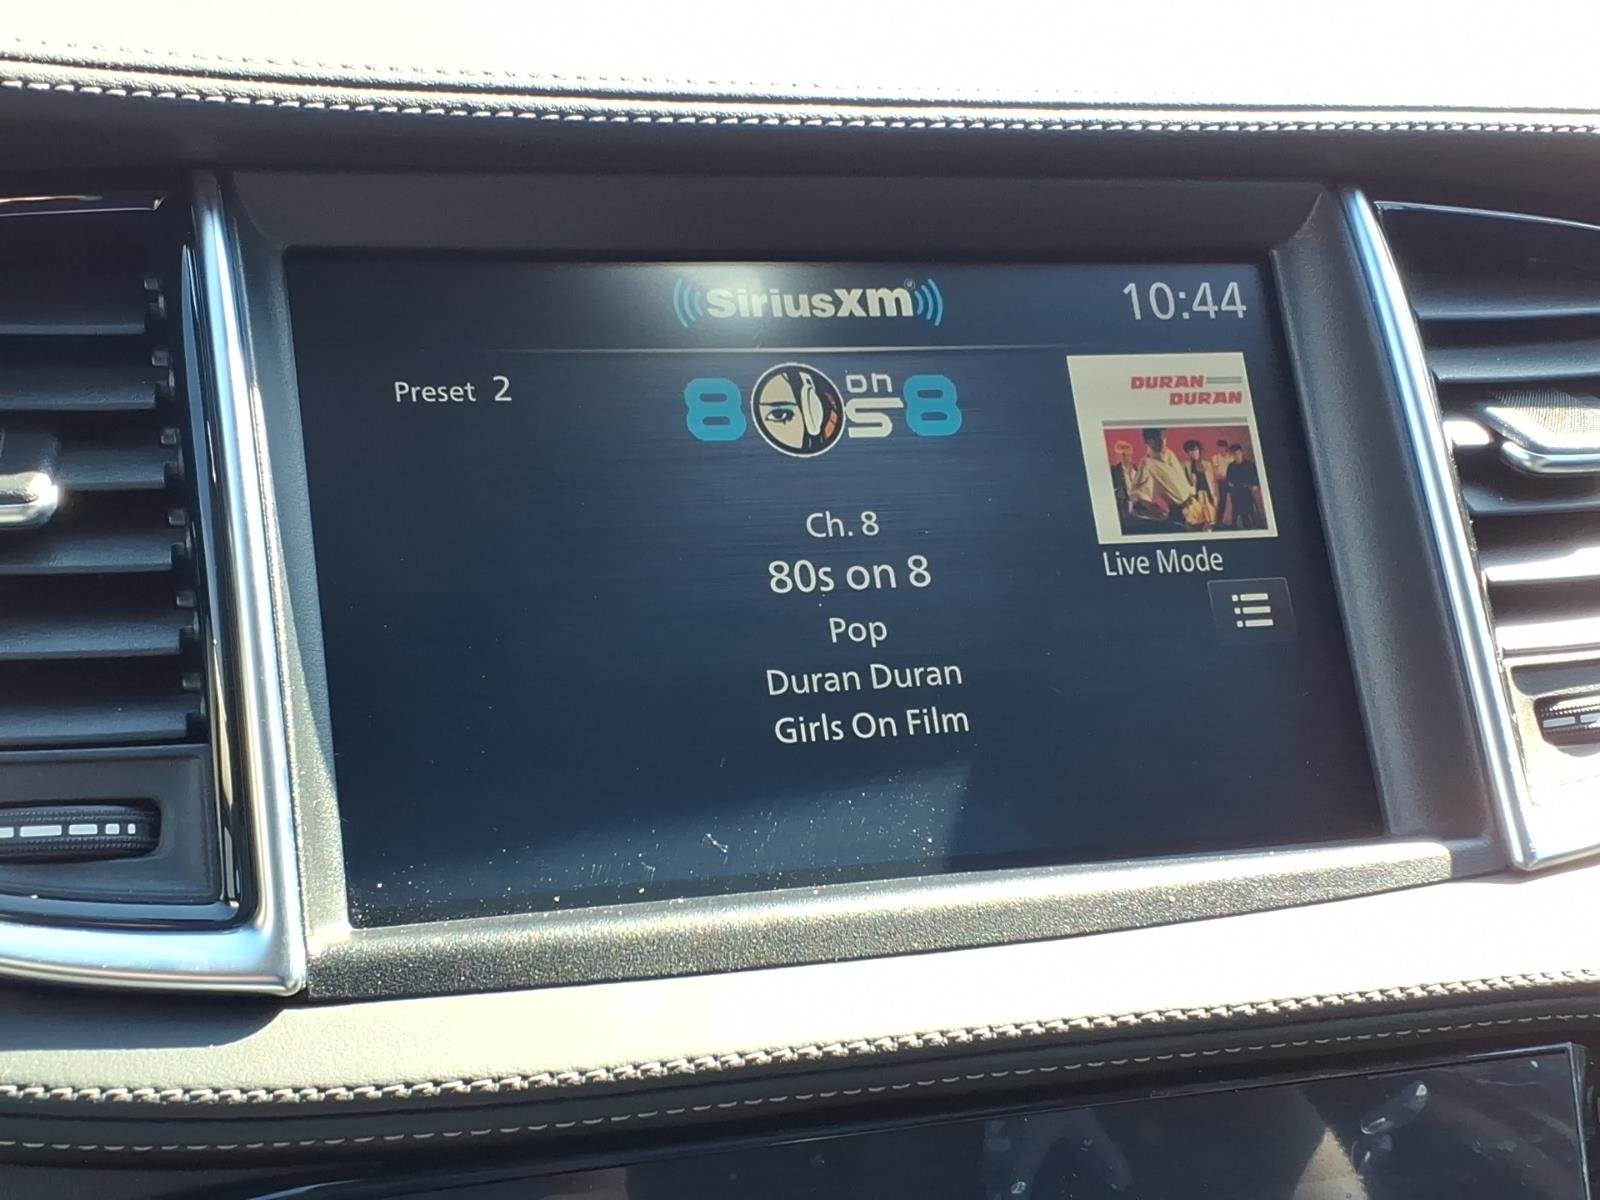 SiriusXM
10:44
Preset 2
80s on 8
DURAN
DURAN
Ch. 8
80s on 8
Pop
Duran Duran
Girls On Film
Live Mode